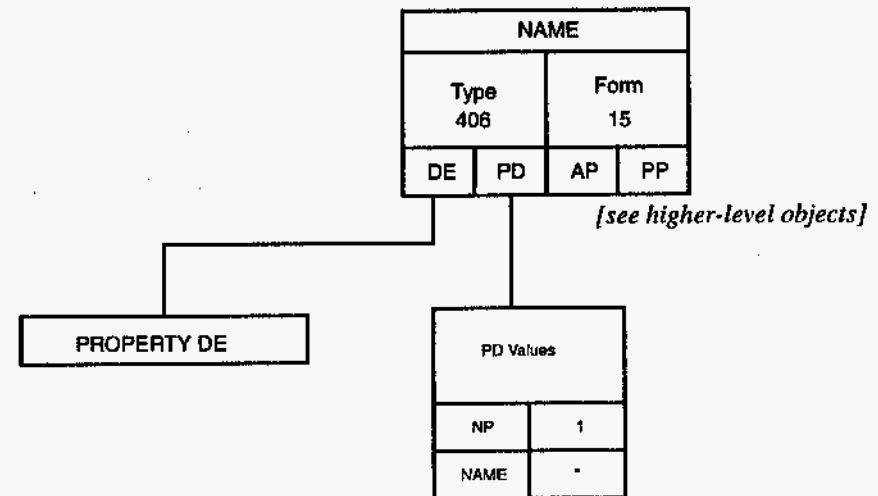 NAME
Type Form
406 15
DE PD AP PP
[see higher-level objects]
PROPERTY DE
PD Values
NP 1
NAME -